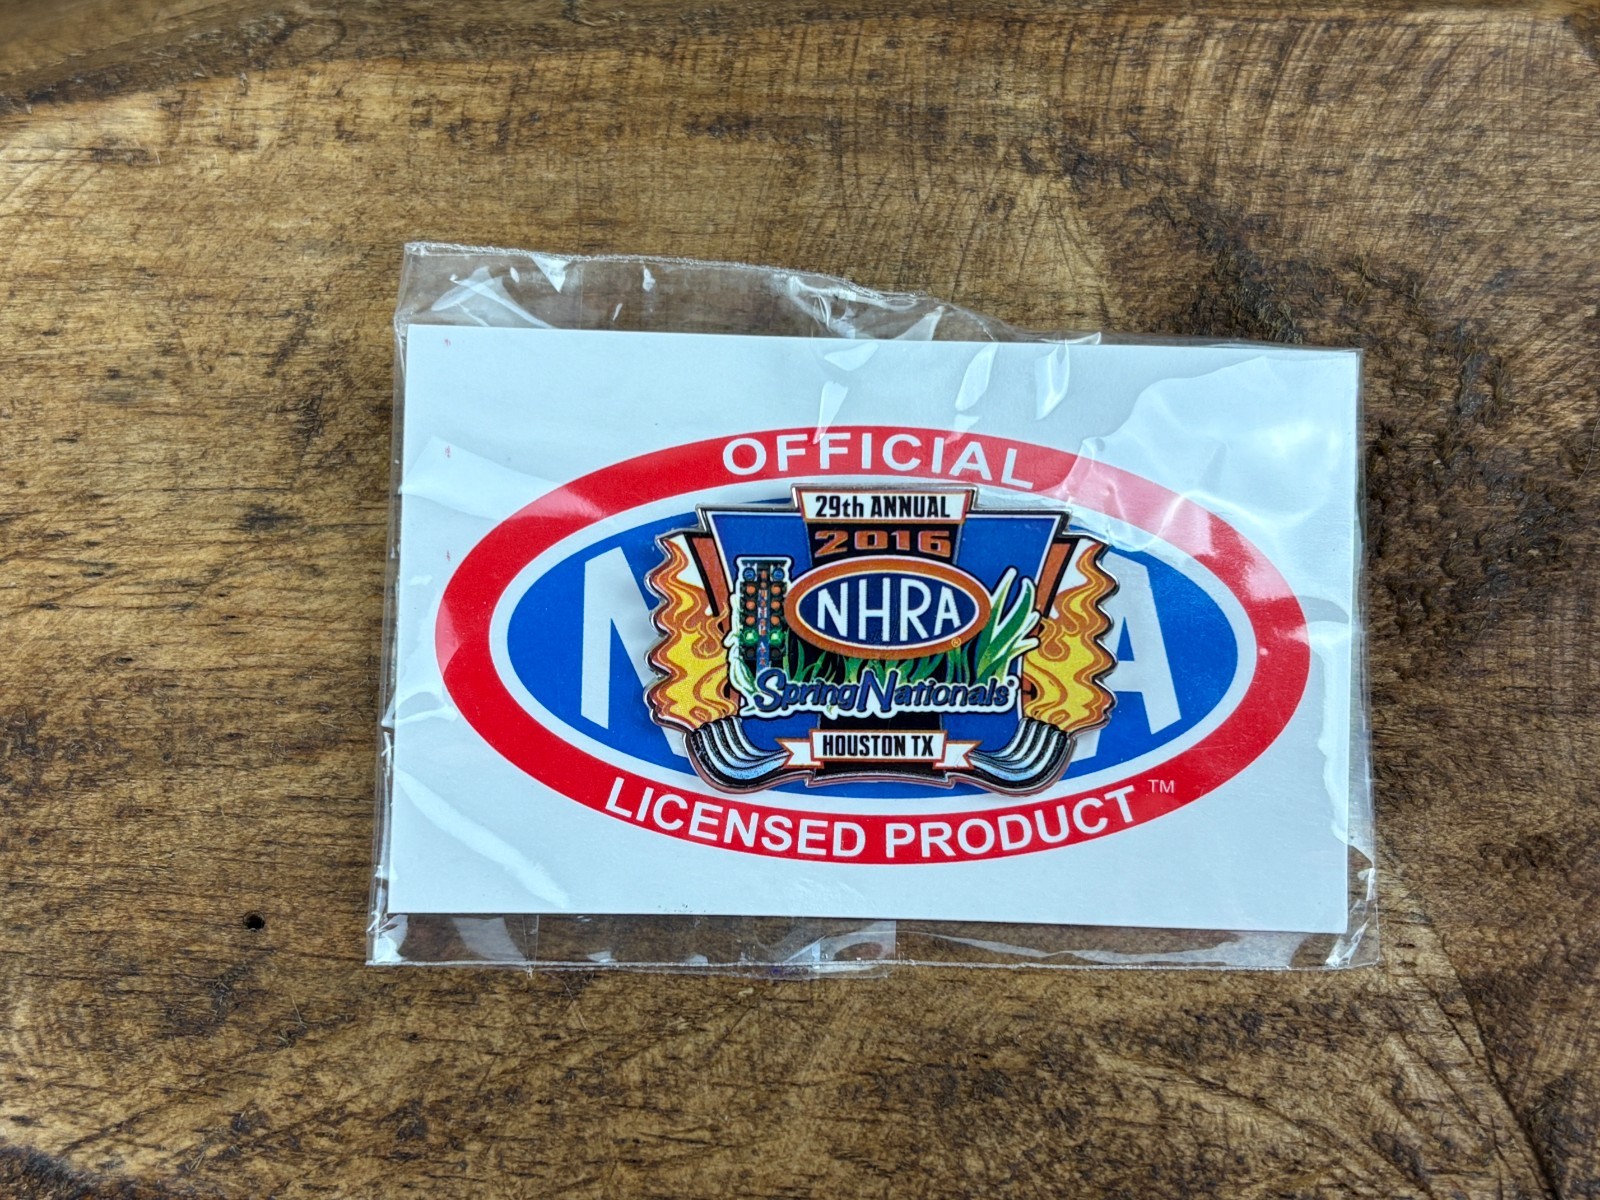 OFFICIAL
29th ANNUAL
2016
NHRA®
SpringNationals
HOUSTON TX
N A
LICENSED PRODUCT™